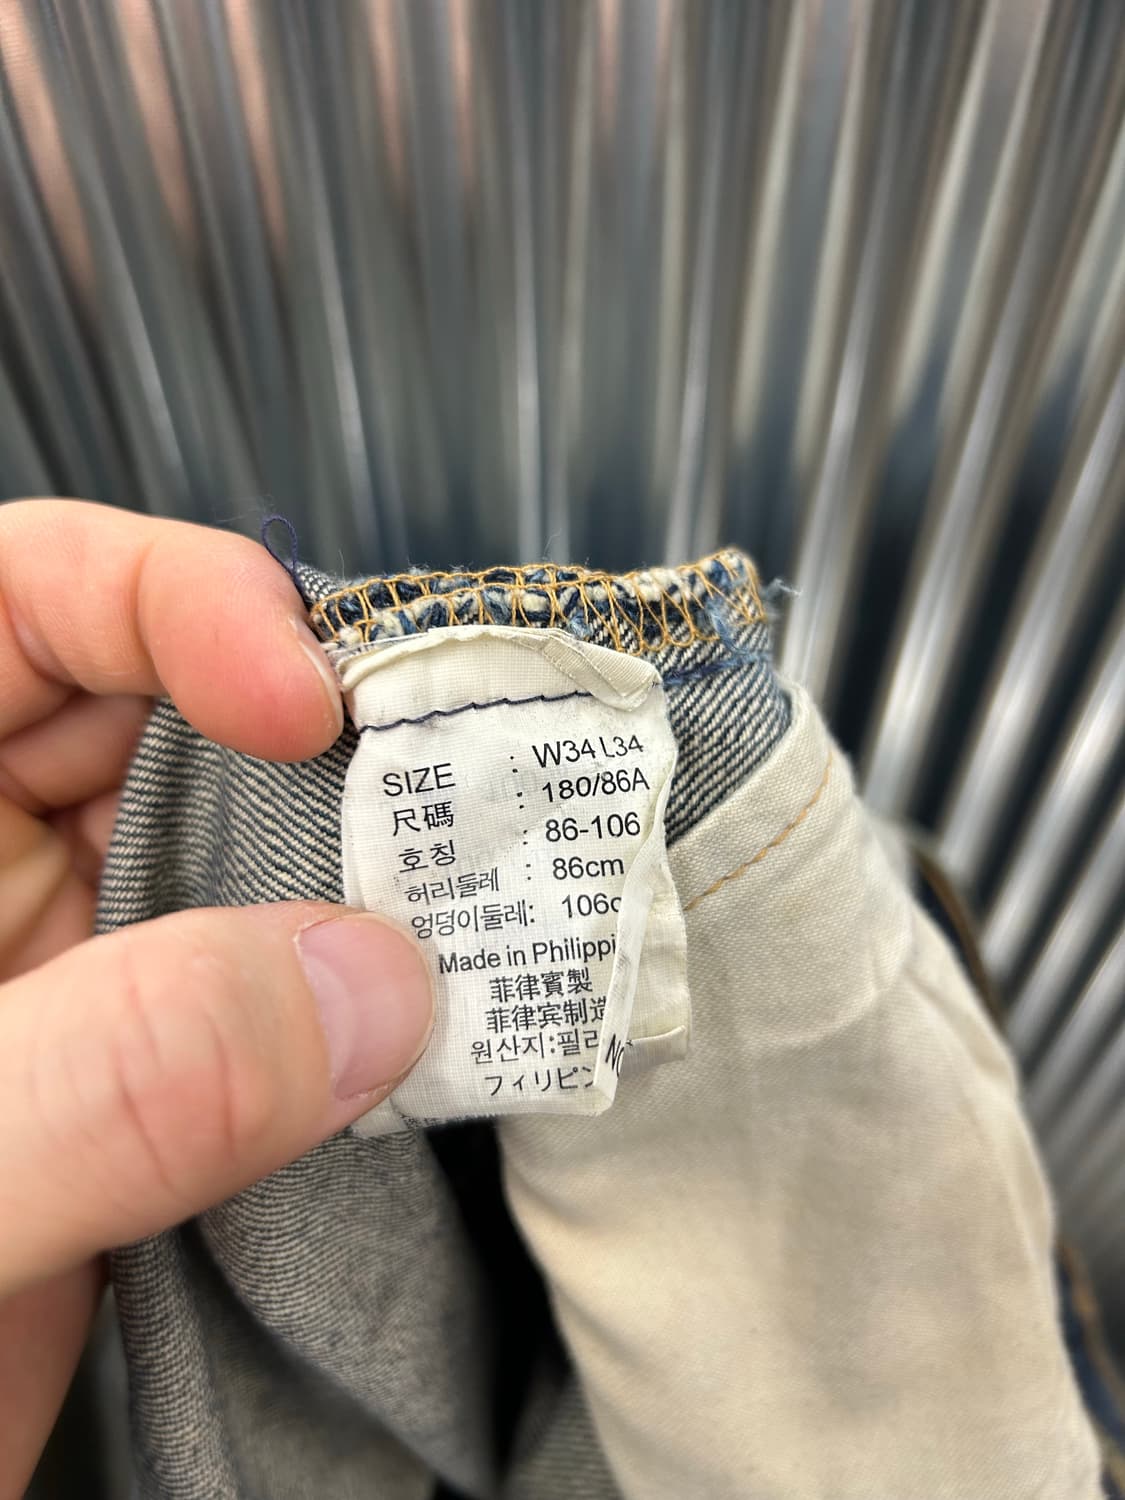 SIZE : W34 L34
尺碼 : 180/86A
호칭 : 86-106
허리둘레 : 86cm
엉덩이둘레: 106c
Made in Philippi
菲律賓製
菲律宾制造
원산지:필리
フィリピン
NO